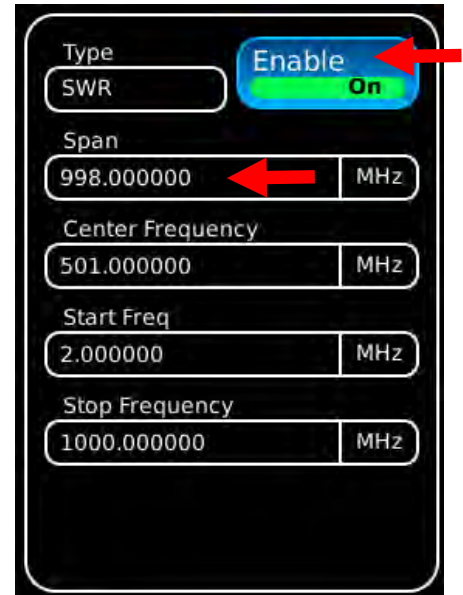 Type
Enable
SWR
On
Span
998.000000 MHz
Center Frequency
501.000000 MHz
Start Freq
2.000000 MHz
Stop Frequency
1000.000000 MHz